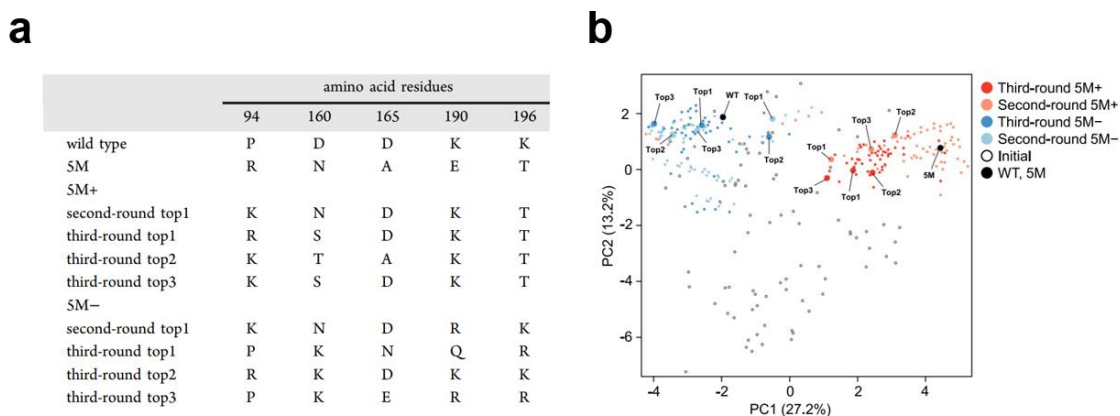 a
amino acid residues
94 160 165 190 196
wild type P D D K K
5M R N A E T
5M+
second-round top1 K N D K T
third-round top1 R S D K T
third-round top2 K T A K T
third-round top3 K S D K T
5M−
second-round top1 K N D R K
third-round top1 P K N Q R
third-round top2 R K D K K
third-round top3 P K E R R
b
PC2 (13.2%)
2
0
-2
-4
-6
Top3
Top1
WT
Top1
Top2
Top3
Top2
Top3
Top2
Top1
5M
Top3
Top1
Top2
-4 -2 0 2 4
PC1 (27.2%)
Third-round 5M+
Second-round 5M+
Third-round 5M−
Second-round 5M−
Initial
WT, 5M